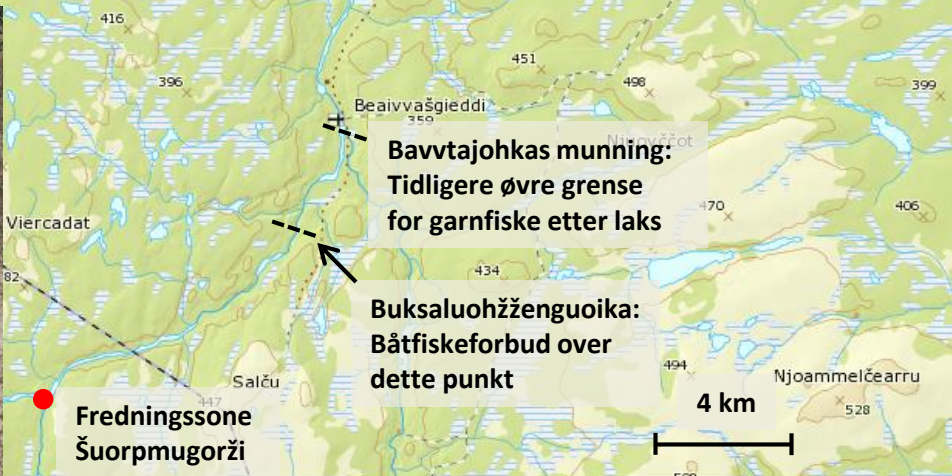 416
451
396
498
399
Beaivvašgieddi
359
Bavvtajohkas munning:
Tidligere øvre grense
for garnfiske etter laks
470
406
Viercadat
82
434
Buksaluohžženguoika:
Båtfiskeforbud over
dette punkt
494
Salču
447
4 km
Njoammelčearru
528
Fredningssone
Šuorpmugorži